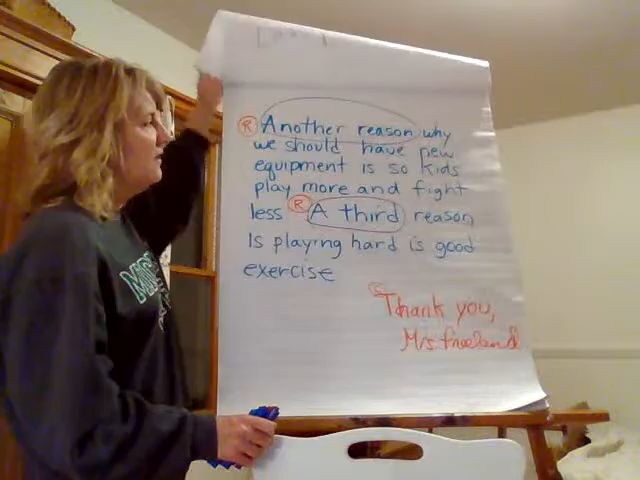 Another reason why
we should have new
equipment is so kids
play more and fight
less A third reason
Is playing hard is good
exercise
Thank you,
Mrs. Freeland
R
R
S